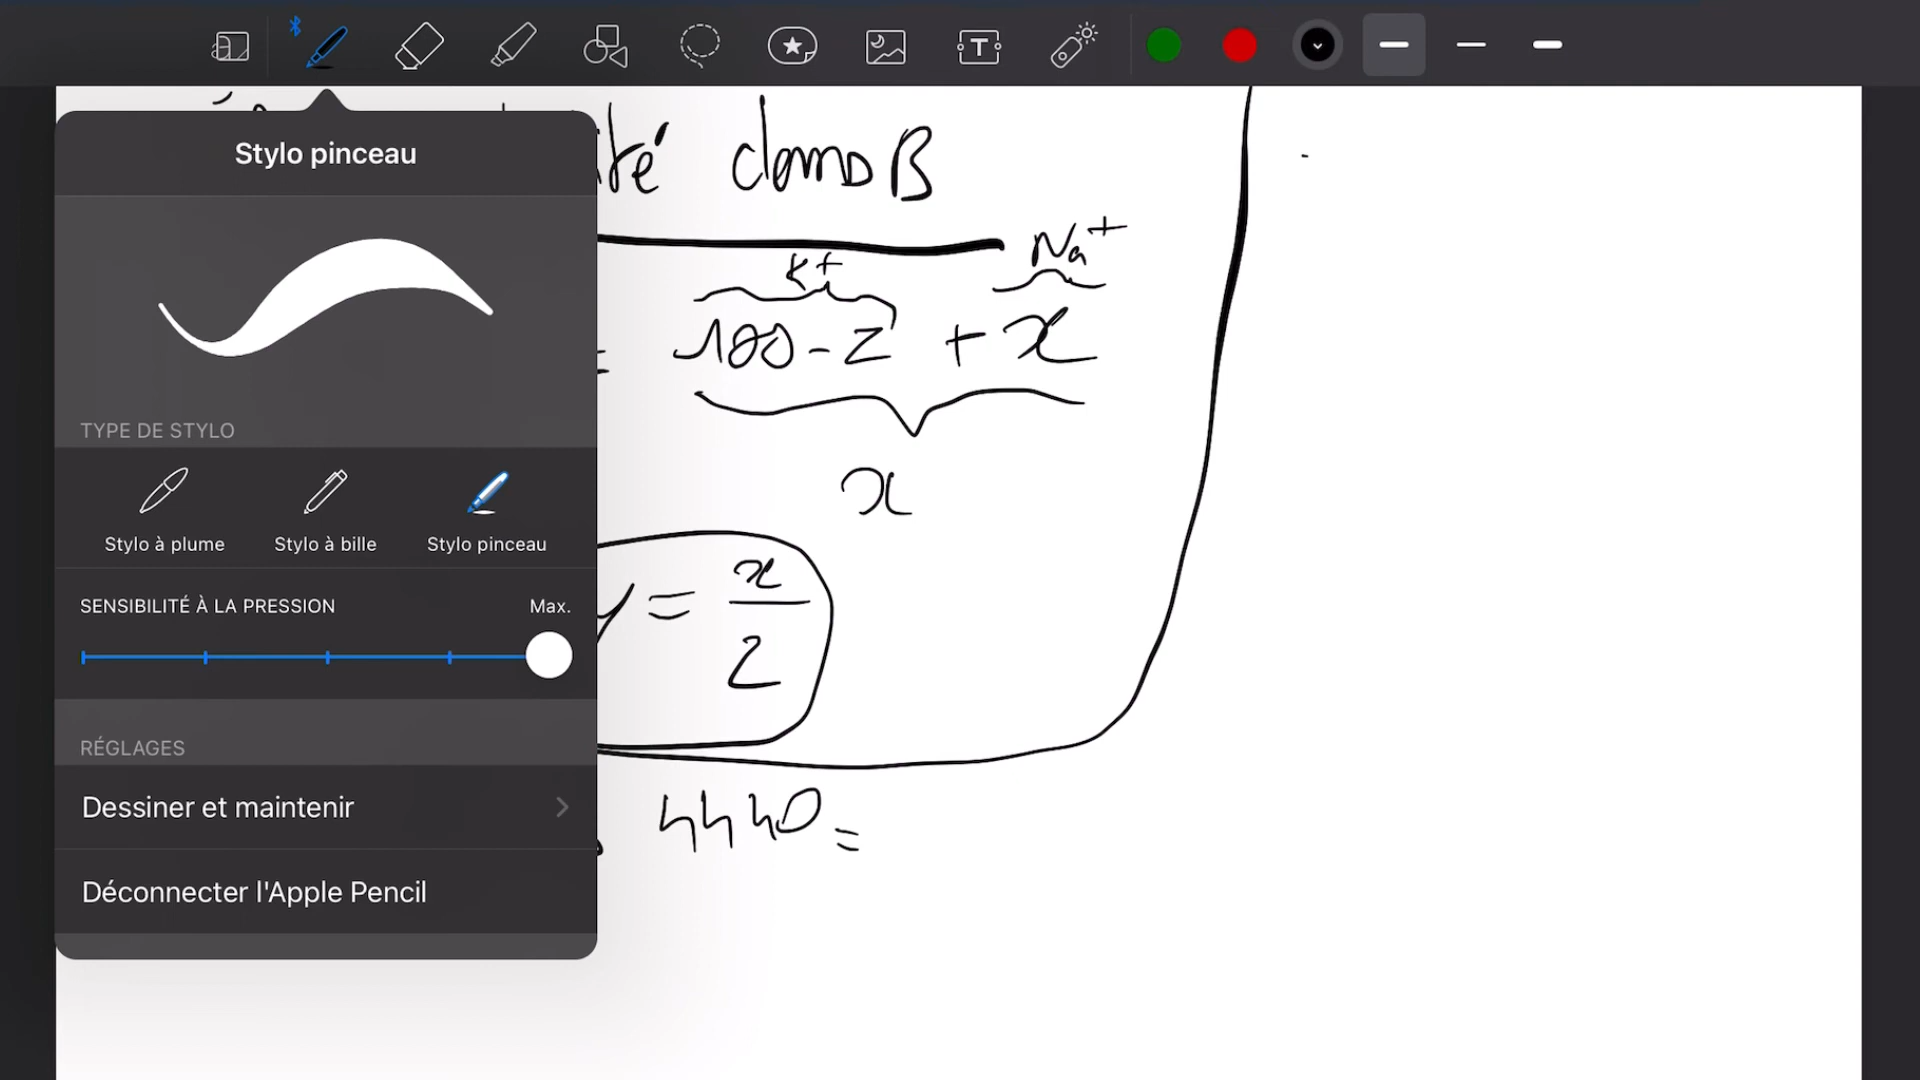 T
Stylo pinceau
té dans B
Na+
K+
100 - z + x
=
x
TYPE DE STYLO
Stylo à plume
Stylo à bille
Stylo pinceau
y = x
2
SENSIBILITÉ À LA PRESSION
Max.
RÉGLAGES
Dessiner et maintenir
4440 =
Déconnecter l'Apple Pencil